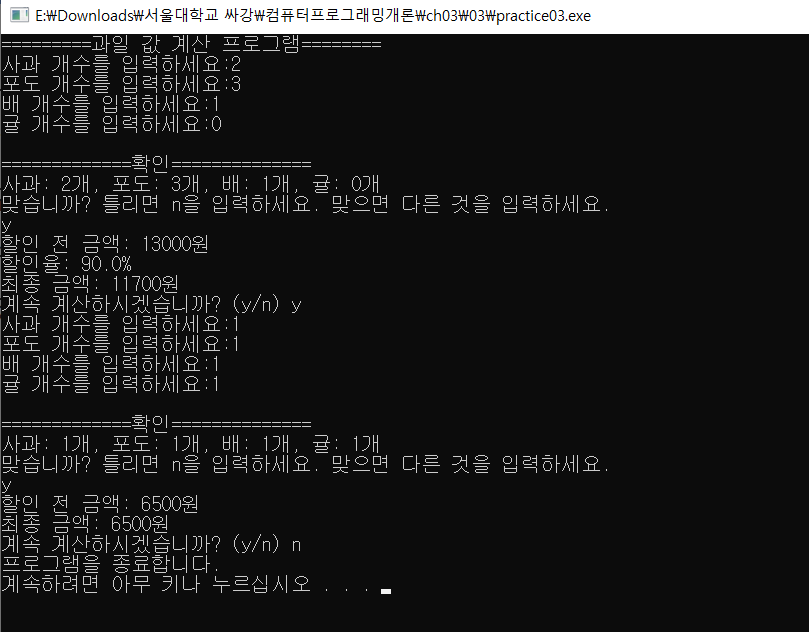 E:₩Downloads₩서울대학교 싸강₩컴퓨터프로그래밍개론₩ch03₩03₩practice03.exe
=========과일 값 계산 프로그램========
사과 개수를 입력하세요:2
포도 개수를 입력하세요:3
배 개수를 입력하세요:1
귤 개수를 입력하세요:0
=============확인==============
사과: 2개, 포도: 3개, 배: 1개, 귤: 0개
맞습니까? 틀리면 n을 입력하세요. 맞으면 다른 것을 입력하세요.
y
할인 전 금액: 13000원
할인율: 90.0%
최종 금액: 11700원
계속 계산하시겠습니까? (y/n) y
사과 개수를 입력하세요:1
포도 개수를 입력하세요:1
배 개수를 입력하세요:1
귤 개수를 입력하세요:1
=============확인==============
사과: 1개, 포도: 1개, 배: 1개, 귤: 1개
맞습니까? 틀리면 n을 입력하세요. 맞으면 다른 것을 입력하세요.
y
할인 전 금액: 6500원
최종 금액: 6500원
계속 계산하시겠습니까? (y/n) n
프로그램을 종료합니다.
계속하려면 아무 키나 누르십시오 . . .